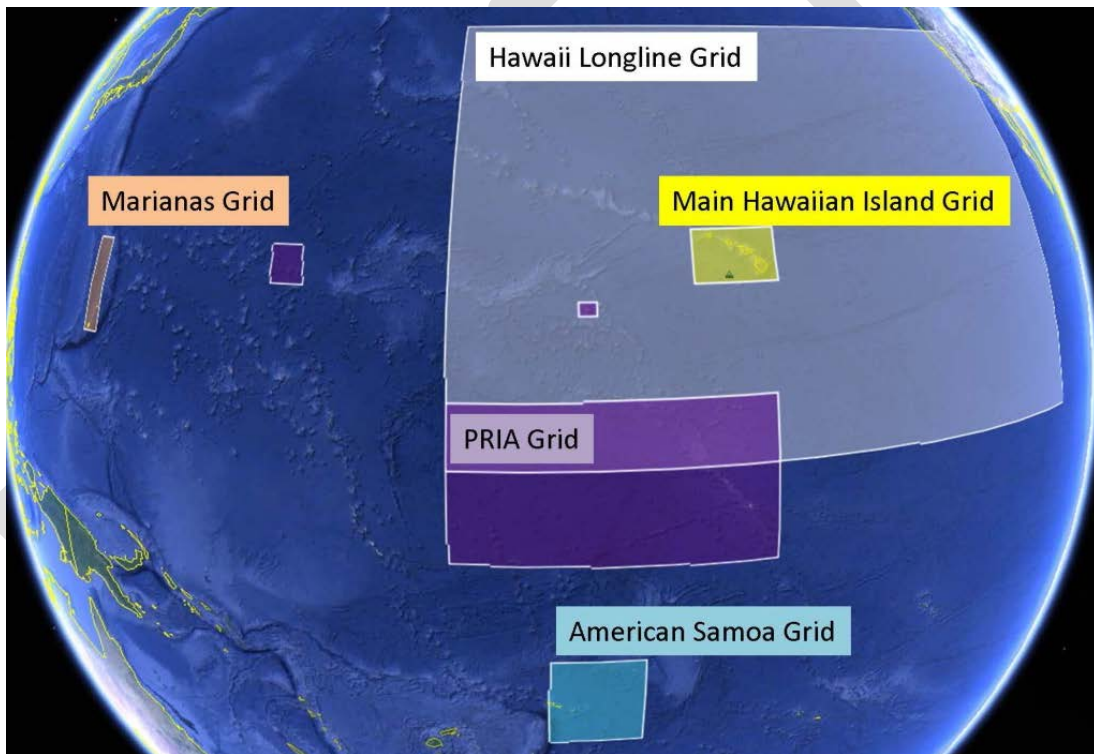 Hawaii Longline Grid
Marianas Grid
Main Hawaiian Island Grid
PRIA Grid
American Samoa Grid